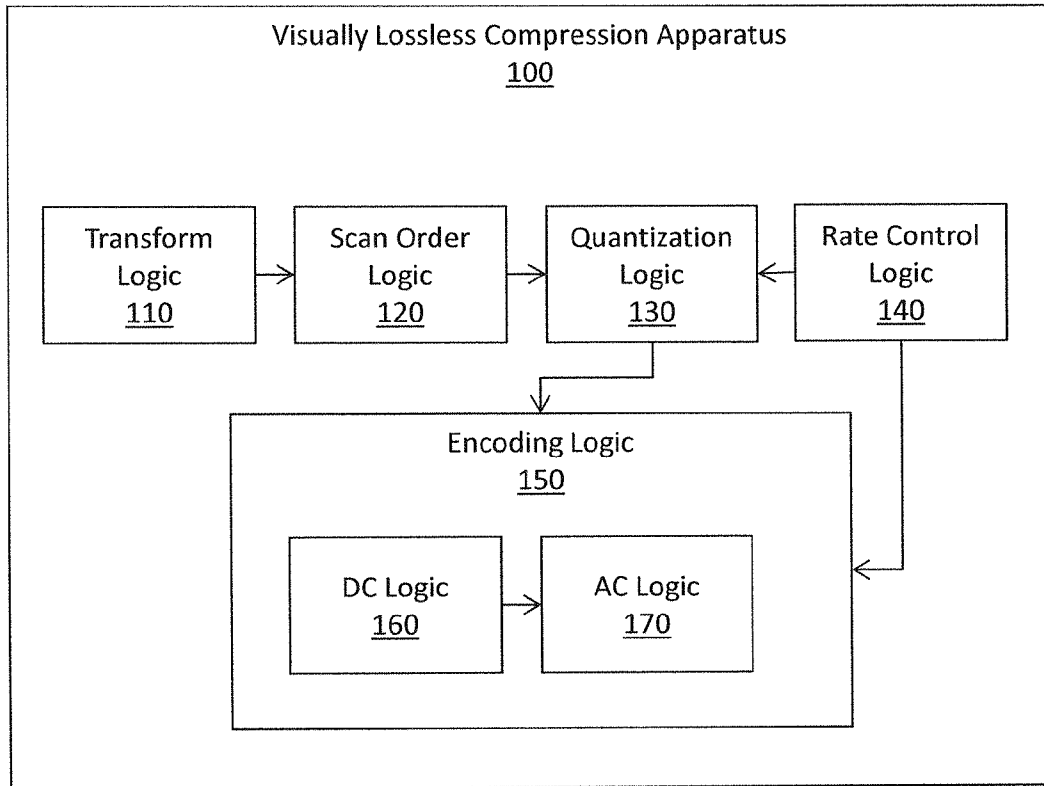 Visually Lossless Compression Apparatus
100
Transform
Logic
110
Scan Order
Logic
120
Quantization
Logic
130
Rate Control
Logic
140
Encoding Logic
150
DC Logic
160
AC Logic
170